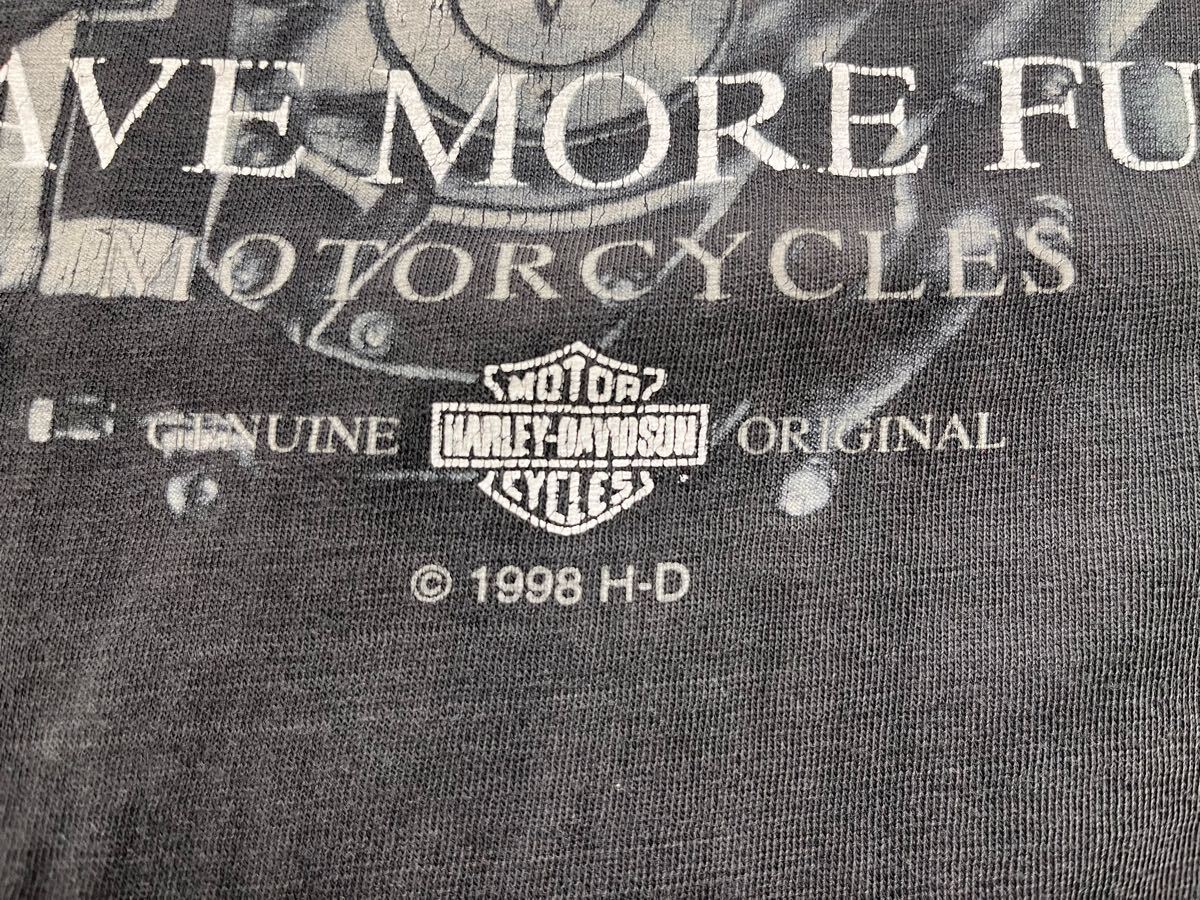 AVE MORE FU
MOTORCYCLES
GENUINE MOTOR HARLEY-DAVIDSON CYCLES ORIGINAL
© 1998 H-D